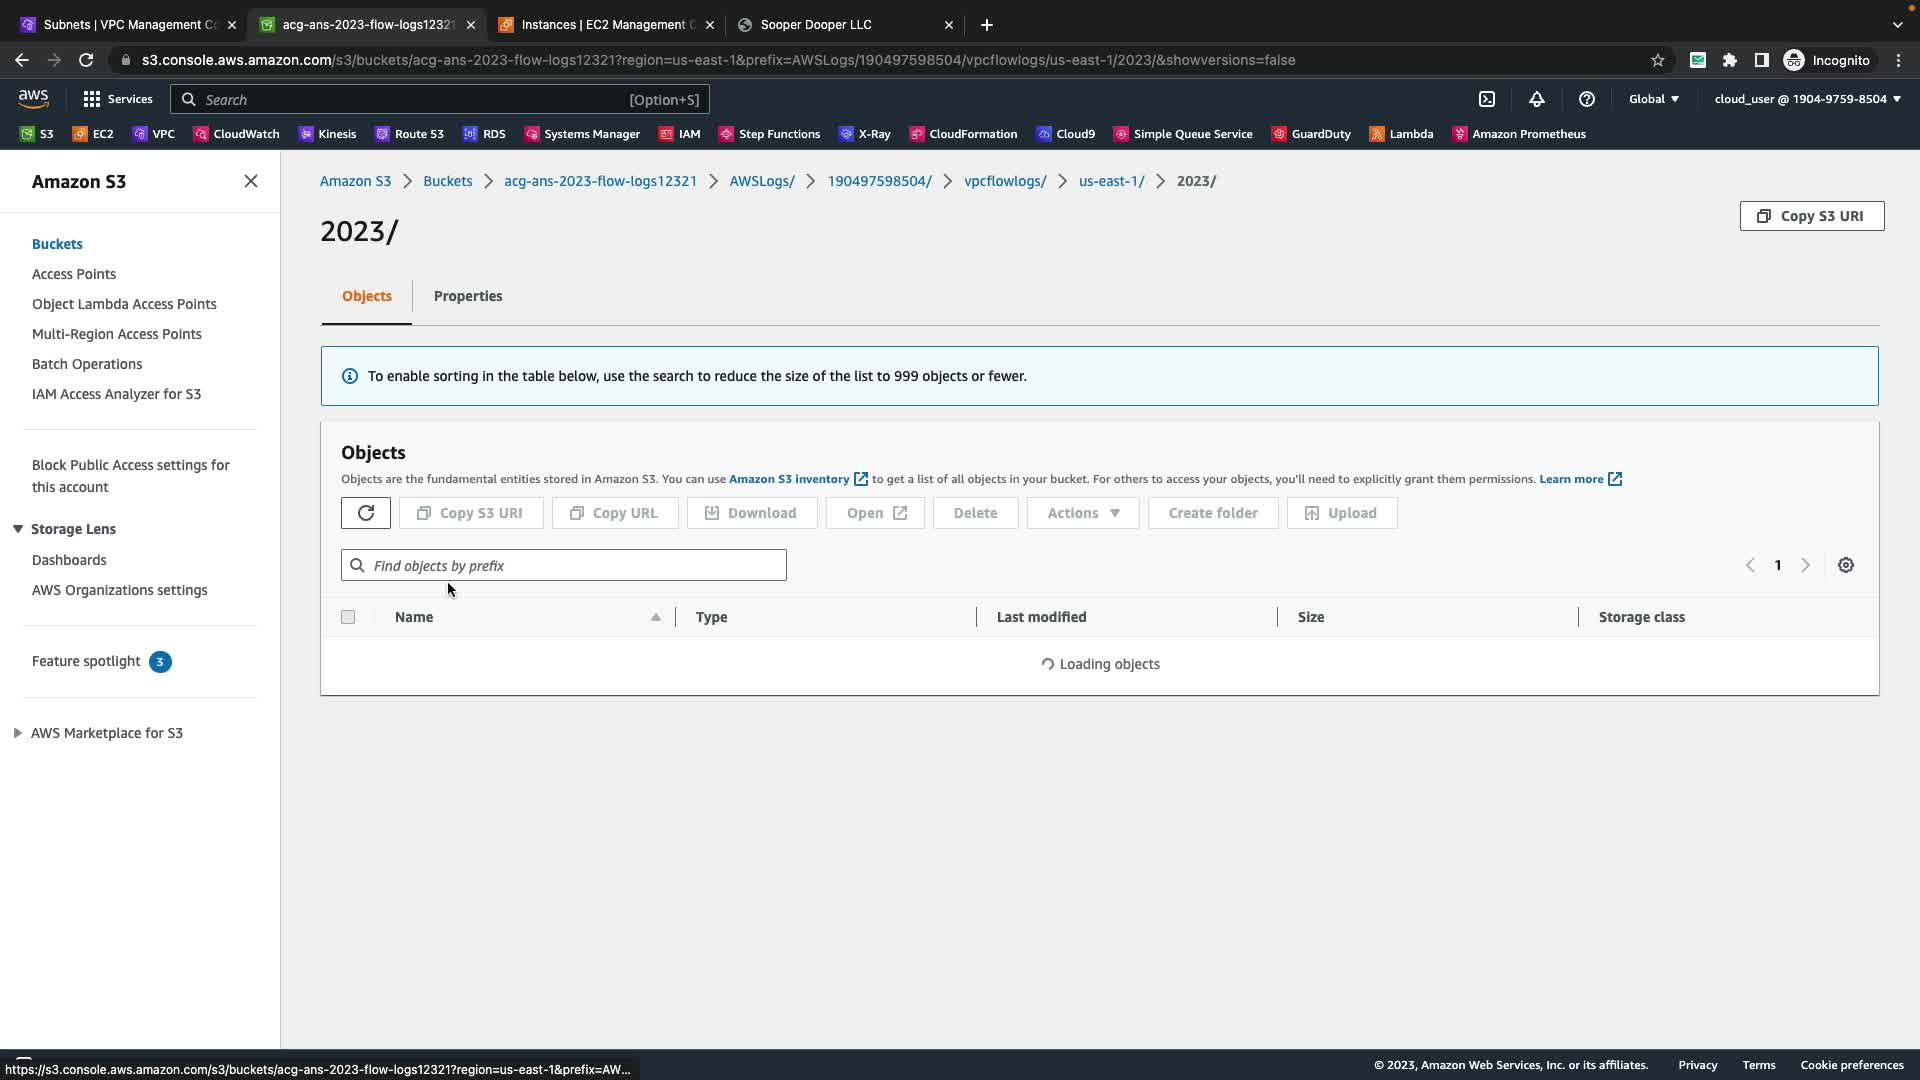 Subnets | VPC Management Co
acg-ans-2023-flow-logs12321
Instances | EC2 Management C
Sooper Dooper LLC
s3.console.aws.amazon.com/s3/buckets/acg-ans-2023-flow-logs12321?region=us-east-1&prefix=AWSLogs/190497598504/vpcflowlogs/us-east-1/2023/&showversions=false
Incognito
aws
Services
Search
[Option+S]
Global
cloud_user @ 1904-9759-8504
S3
EC2
VPC
CloudWatch
Kinesis
Route 53
RDS
Systems Manager
IAM
Step Functions
X-Ray
CloudFormation
Cloud9
Simple Queue Service
GuardDuty
Lambda
Amazon Prometheus
Amazon S3
Buckets
Access Points
Object Lambda Access Points
Multi-Region Access Points
Batch Operations
IAM Access Analyzer for S3
Block Public Access settings for
this account
Storage Lens
Dashboards
AWS Organizations settings
Feature spotlight 3
AWS Marketplace for S3
Amazon S3 > Buckets > acg-ans-2023-flow-logs12321 > AWSLogs/ > 190497598504/ > vpcflowlogs/ > us-east-1/ > 2023/
2023/
Copy S3 URI
Objects
Properties
To enable sorting in the table below, use the search to reduce the size of the list to 999 objects or fewer.
Objects
Objects are the fundamental entities stored in Amazon S3. You can use Amazon S3 inventory to get a list of all objects in your bucket. For others to access your objects, you'll need to explicitly grant them permissions. Learn more
Copy S3 URI
Copy URL
Download
Open
Delete
Actions
Create folder
Upload
Find objects by prefix
1
Name
Type
Last modified
Size
Storage class
Loading objects
https://s3.console.aws.amazon.com/s3/buckets/acg-ans-2023-flow-logs12321?region=us-east-1&prefix=AW...
© 2023, Amazon Web Services, Inc. or its affiliates.
Privacy
Terms
Cookie preferences